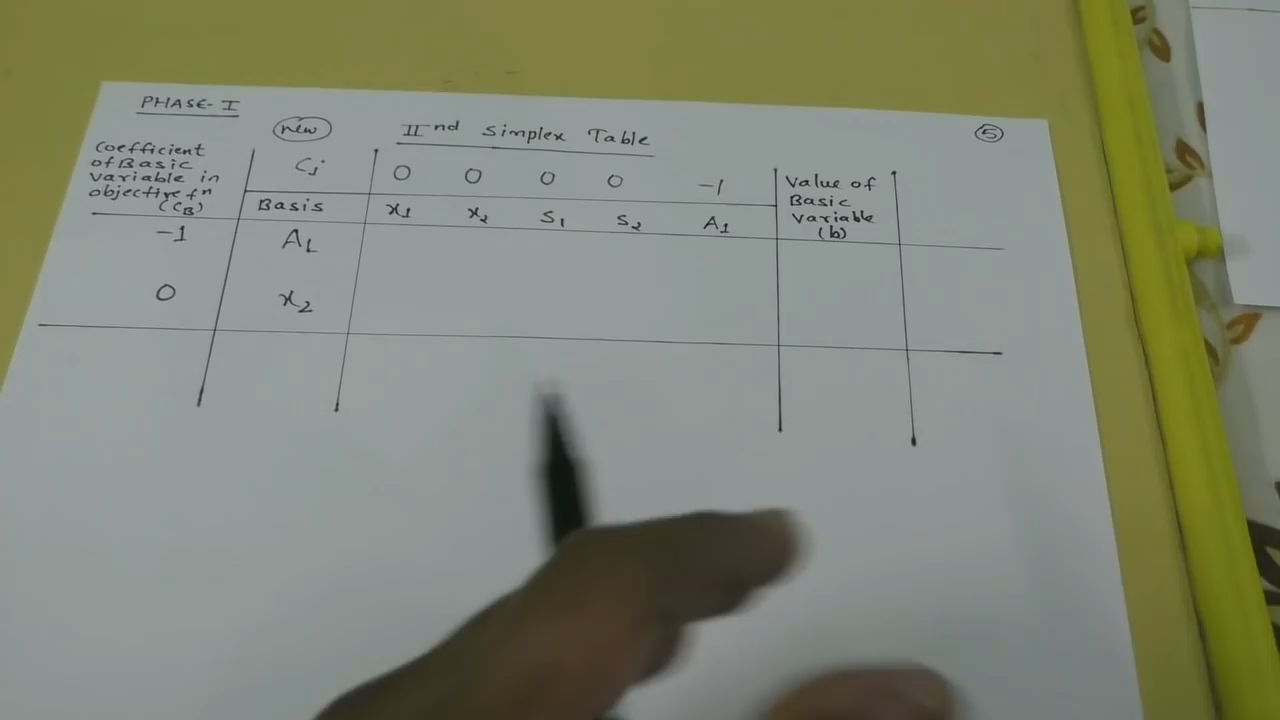 PHASE-I
new
IInd Simplex Table
5
Coefficient
of Basic
variable in
objective fn
(CB)
Cj 0 0 0 0 -1
Value of
Basic
Variable
(b)
Basis x1 x2 S1 S2 A1
-1 A1
0 x2